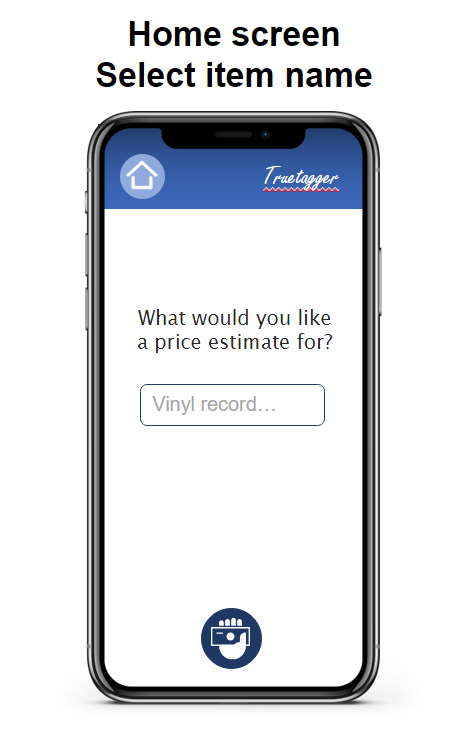 Home screen
Select item name
Truetagger
What would you like
a price estimate for?
Vinyl record...